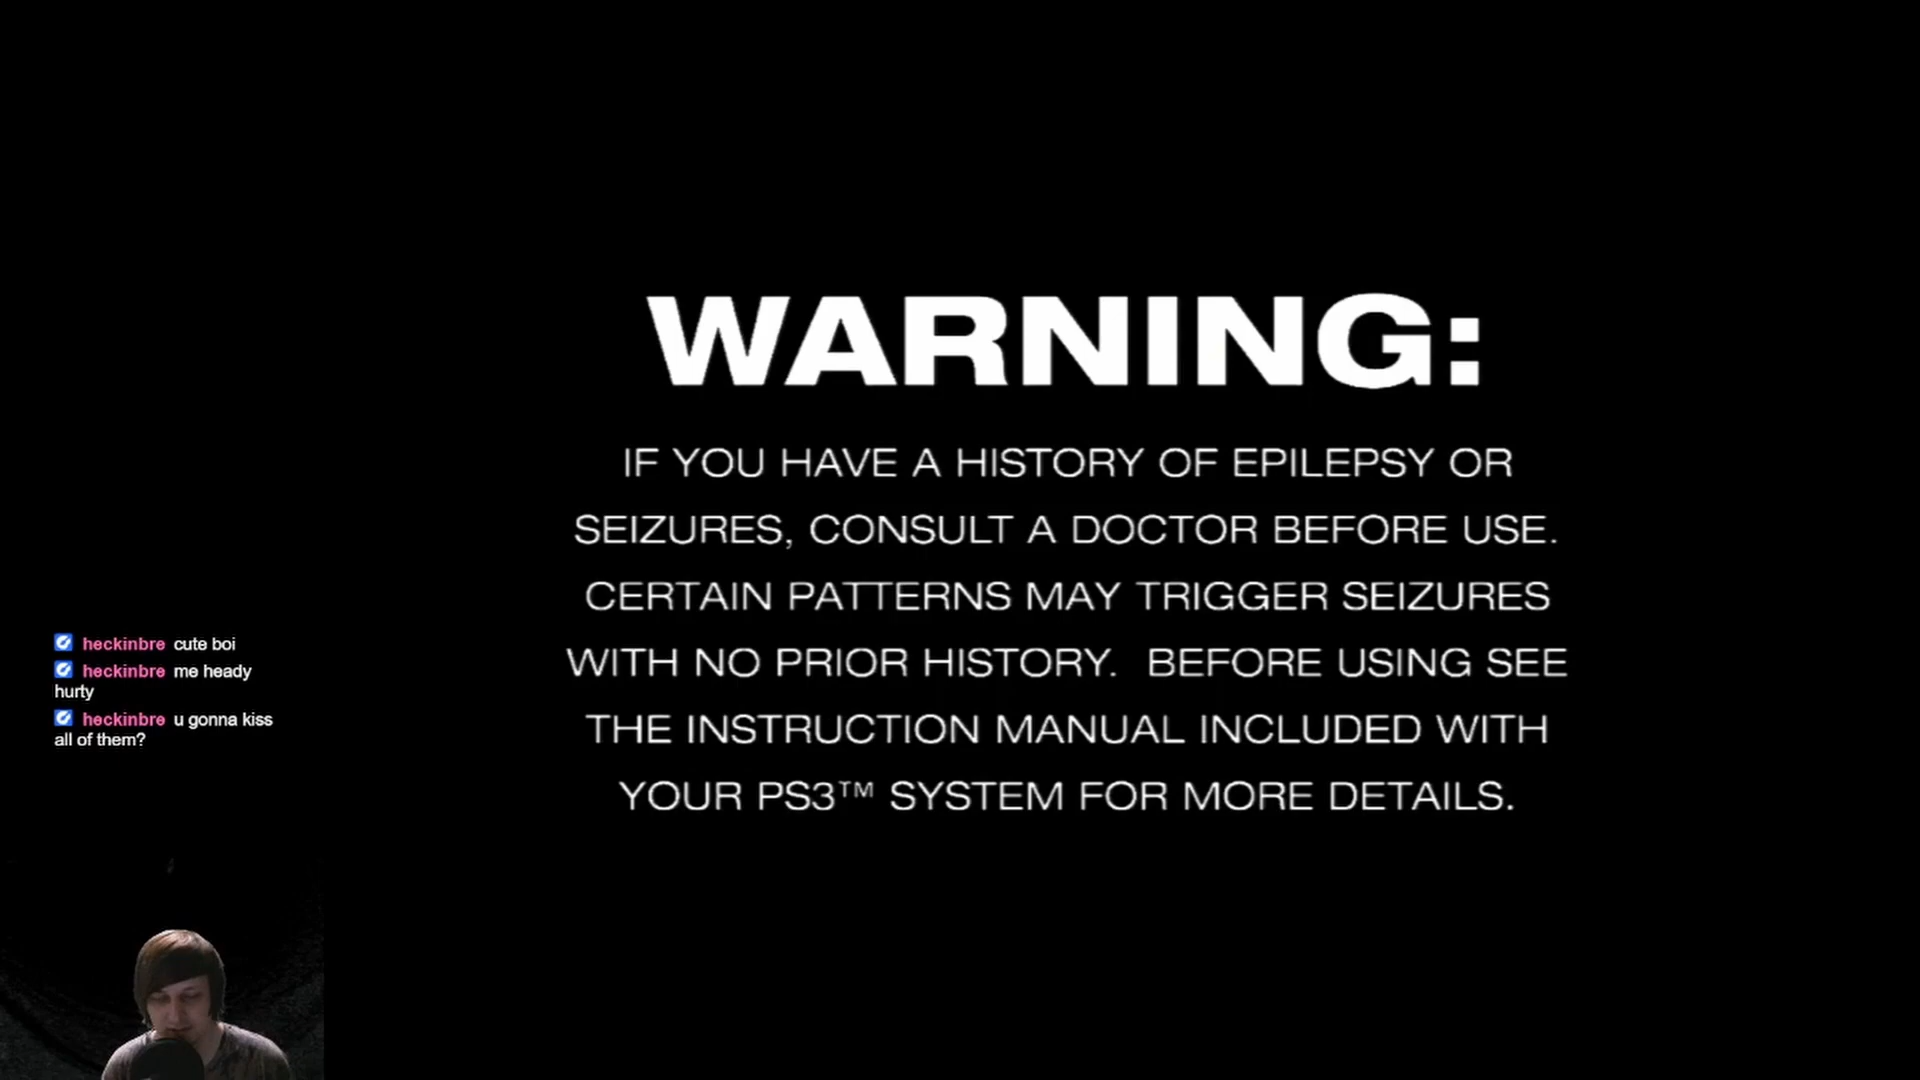 WARNING:
IF YOU HAVE A HISTORY OF EPILEPSY OR
SEIZURES, CONSULT A DOCTOR BEFORE USE.
CERTAIN PATTERNS MAY TRIGGER SEIZURES
WITH NO PRIOR HISTORY. BEFORE USING SEE
THE INSTRUCTION MANUAL INCLUDED WITH
YOUR PS3™ SYSTEM FOR MORE DETAILS.
heckinbre cute boi
heckinbre me heady
hurty
heckinbre u gonna kiss
all of them?